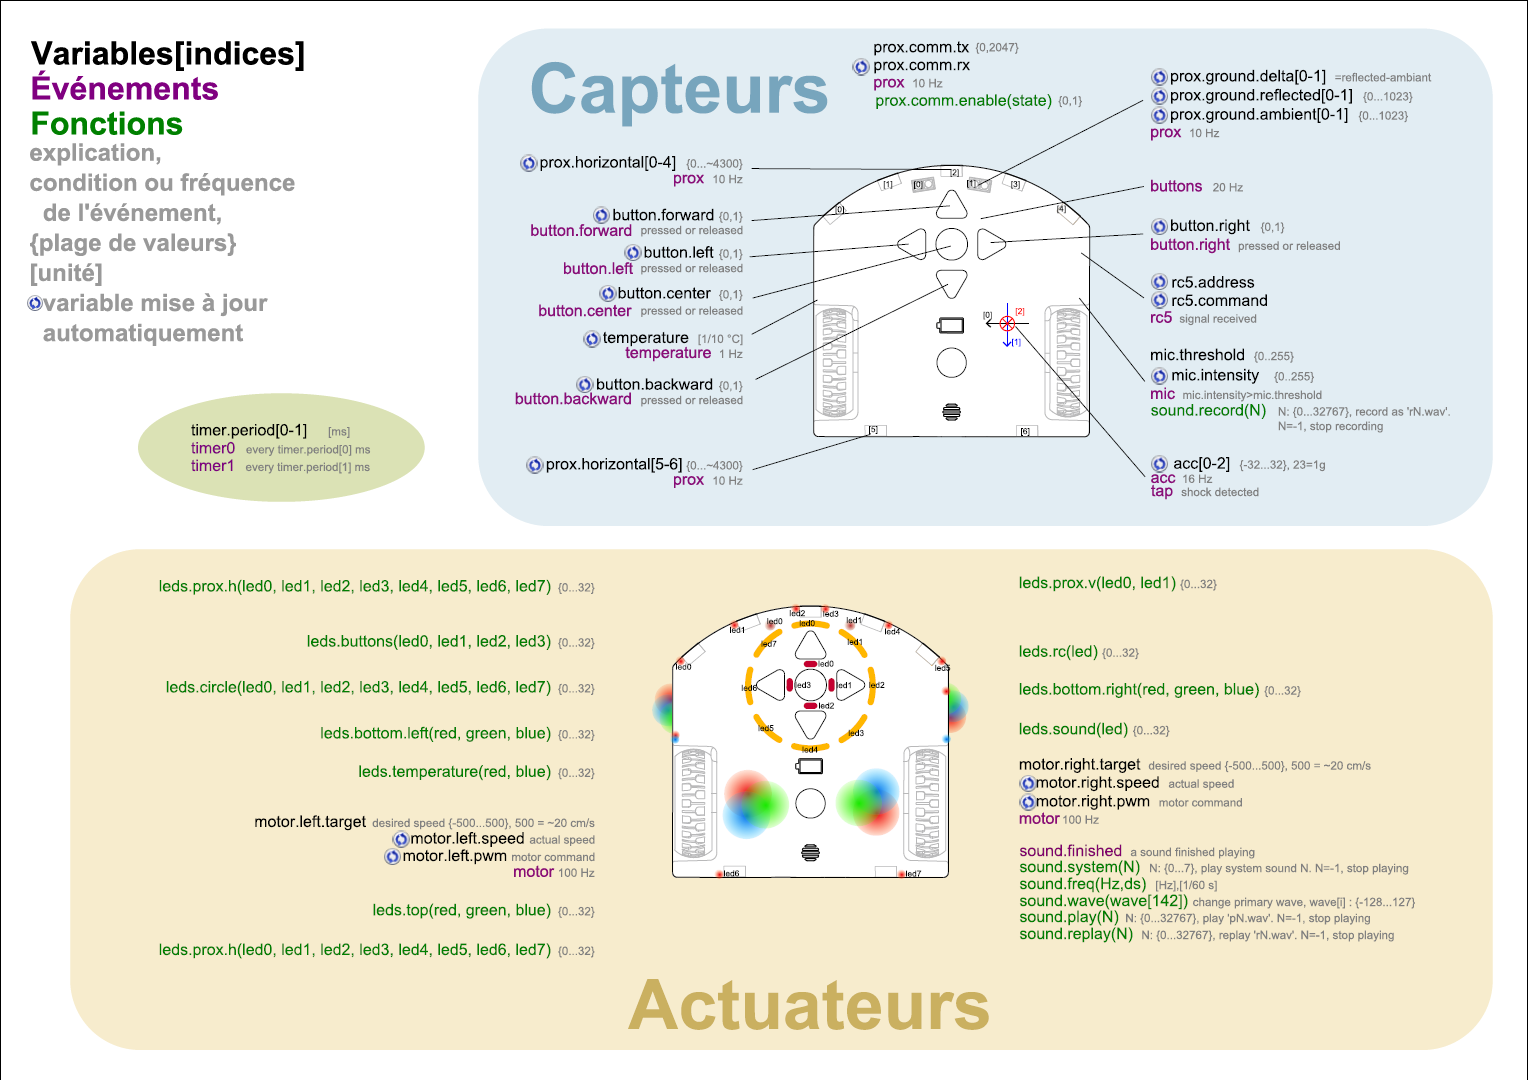 Variables[indices]
Événements
Fonctions
explication,
condition ou fréquence
de l'événement,
{plage de valeurs}
[unité]
variable mise à jour
automatiquement
timer.period[0-1] [ms]
timer0 every timer.period[0] ms
timer1 every timer.period[1] ms
Capteurs
prox.comm.tx {0,2047}
prox.comm.rx
prox 10 Hz
prox.comm.enable(state) {0,1}
prox.horizontal[0-4] {0...~4300}
prox 10 Hz
button.forward {0,1}
button.forward pressed or released
button.left {0,1}
button.left pressed or released
button.center {0,1}
button.center pressed or released
temperature [1/10 °C]
temperature 1 Hz
button.backward {0,1}
button.backward pressed or released
prox.horizontal[5-6] {0...~4300}
prox 10 Hz
[2]
[1] [0] [1] [3]
[0] [4]
[0] [2]
[1]
[5] [6]
prox.ground.delta[0-1] =reflected-ambiant
prox.ground.reflected[0-1] {0...1023}
prox.ground.ambient[0-1] {0...1023}
prox 10 Hz
buttons 20 Hz
button.right {0,1}
button.right pressed or released
rc5.address
rc5.command
rc5 signal received
mic.threshold {0..255}
mic.intensity {0..255}
mic mic.intensity>mic.threshold
sound.record(N) N: {0...32767}, record as 'rN.wav'.
N=-1, stop recording
acc[0-2] {-32...32}, 23=1g
acc 16 Hz
tap shock detected
leds.prox.h(led0, led1, led2, led3, led4, led5, led6, led7) {0...32}
leds.buttons(led0, led1, led2, led3) {0...32}
leds.circle(led0, led1, led2, led3, led4, led5, led6, led7) {0...32}
leds.bottom.left(red, green, blue) {0...32}
leds.temperature(red, blue) {0...32}
motor.left.target desired speed {-500...500}, 500 = ~20 cm/s
motor.left.speed actual speed
motor.left.pwm motor command
motor 100 Hz
leds.top(red, green, blue) {0...32}
leds.prox.h(led0, led1, led2, led3, led4, led5, led6, led7) {0...32}
led2 led3
led1 led0 led0 led1 led4
led7 led1
led0 led0 led5
led6 led3 led1 led2
led2
led5 led3
led4
led6 led7
leds.prox.v(led0, led1) {0...32}
leds.rc(led) {0...32}
leds.bottom.right(red, green, blue) {0...32}
leds.sound(led) {0...32}
motor.right.target desired speed {-500...500}, 500 = ~20 cm/s
motor.right.speed actual speed
motor.right.pwm motor command
motor 100 Hz
sound.finished a sound finished playing
sound.system(N) N: {0...7}, play system sound N. N=-1, stop playing
sound.freq(Hz,ds) [Hz],[1/60 s]
sound.wave(wave[142]) change primary wave, wave[i] : {-128...127}
sound.play(N) N: {0...32767}, play 'pN.wav'. N=-1, stop playing
sound.replay(N) N: {0...32767}, replay 'rN.wav'. N=-1, stop playing
Actuateurs